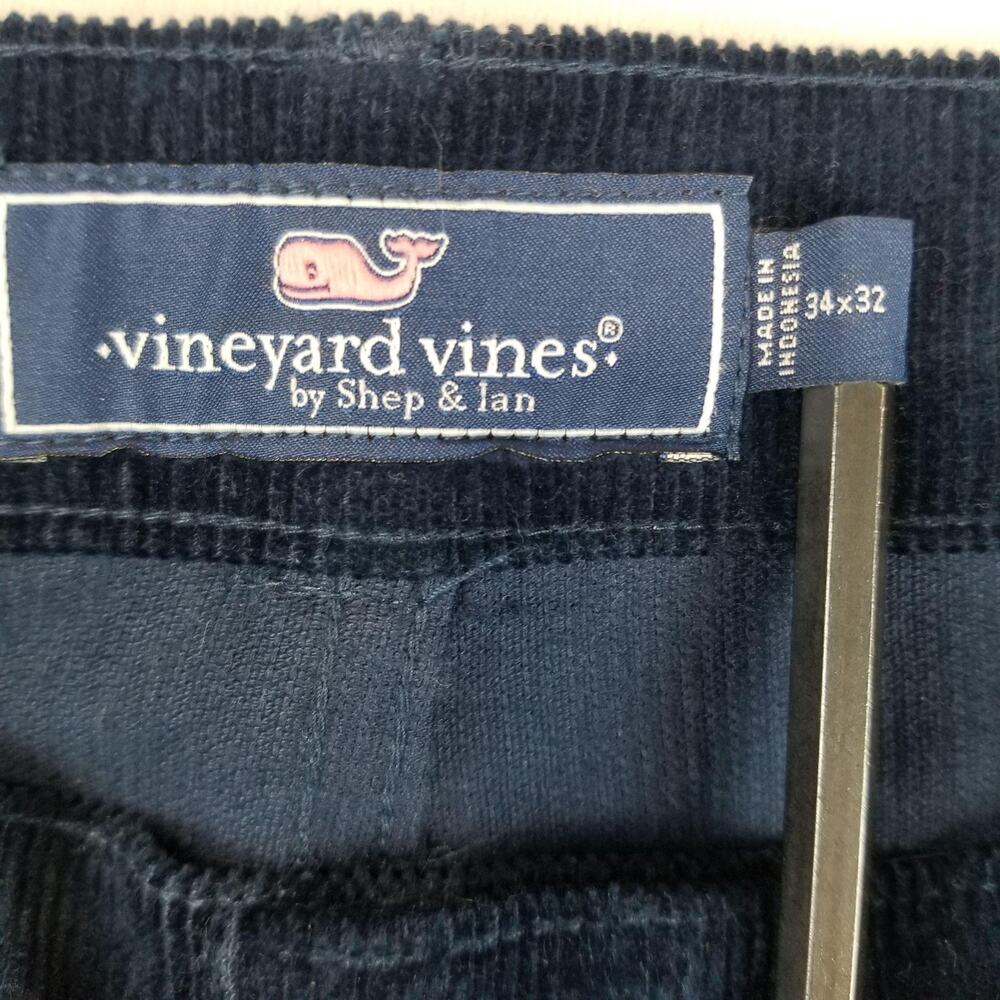 ·vineyard vines®·
by Shep & Ian
MADE IN
INDONESIA
34x32